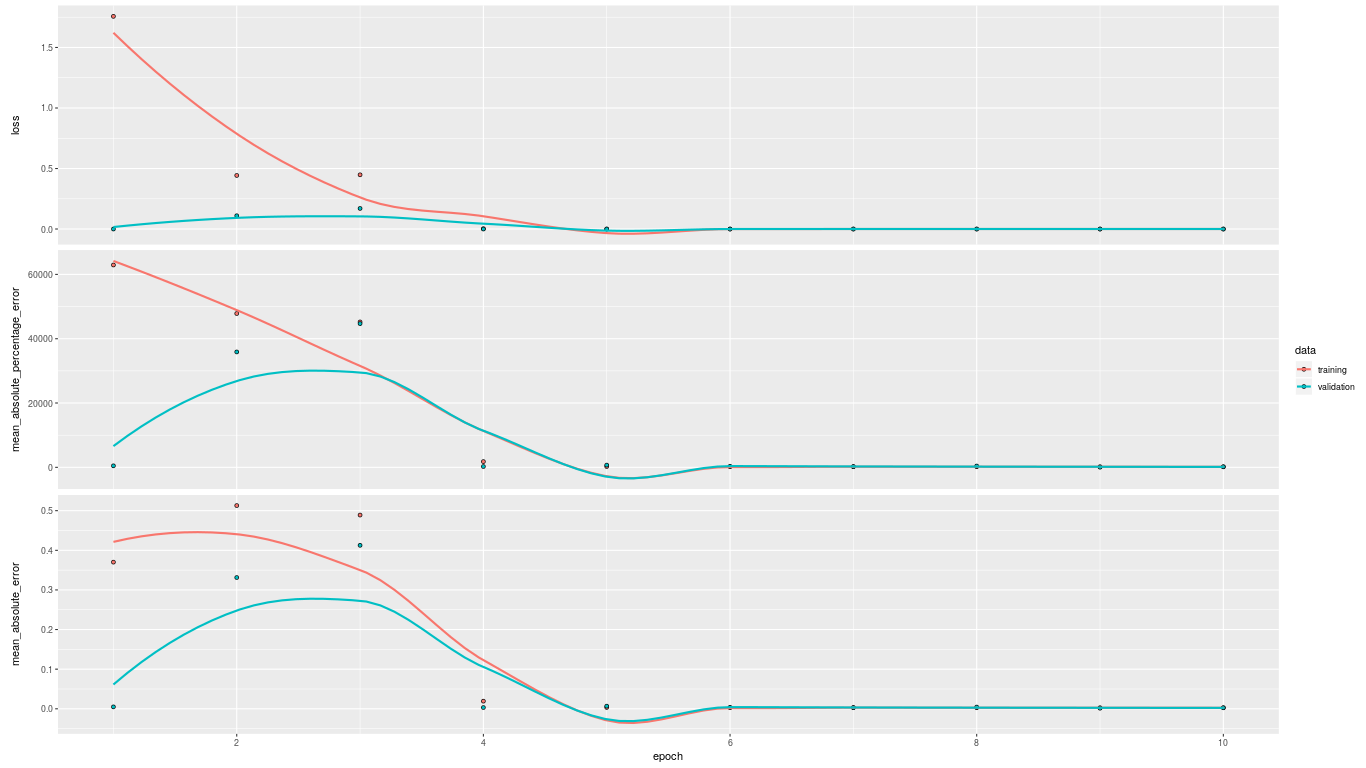 loss
1.5
1.0
0.5
0.0
mean_absolute_percentage_error
60000
40000
20000
0
mean_absolute_error
0.5
0.4
0.3
0.2
0.1
0.0
2 4 6 8 10
epoch
data
training
validation